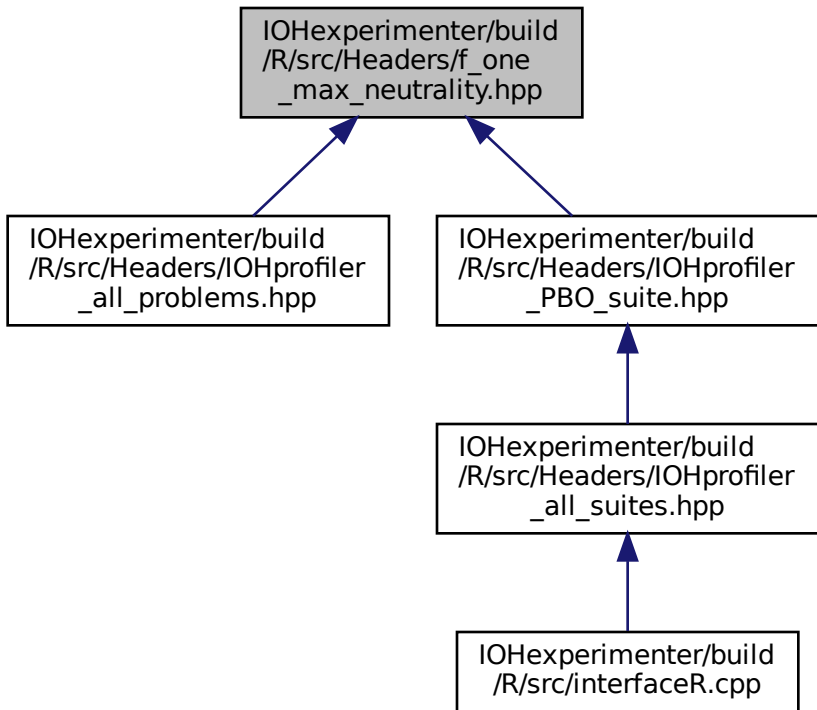 IOHexperimenter/build
/R/src/Headers/f_one
_max_neutrality.hpp
IOHexperimenter/build
/R/src/Headers/IOHprofiler
_all_problems.hpp
IOHexperimenter/build
/R/src/Headers/IOHprofiler
_PBO_suite.hpp
IOHexperimenter/build
/R/src/Headers/IOHprofiler
_all_suites.hpp
IOHexperimenter/build
/R/src/interfaceR.cpp